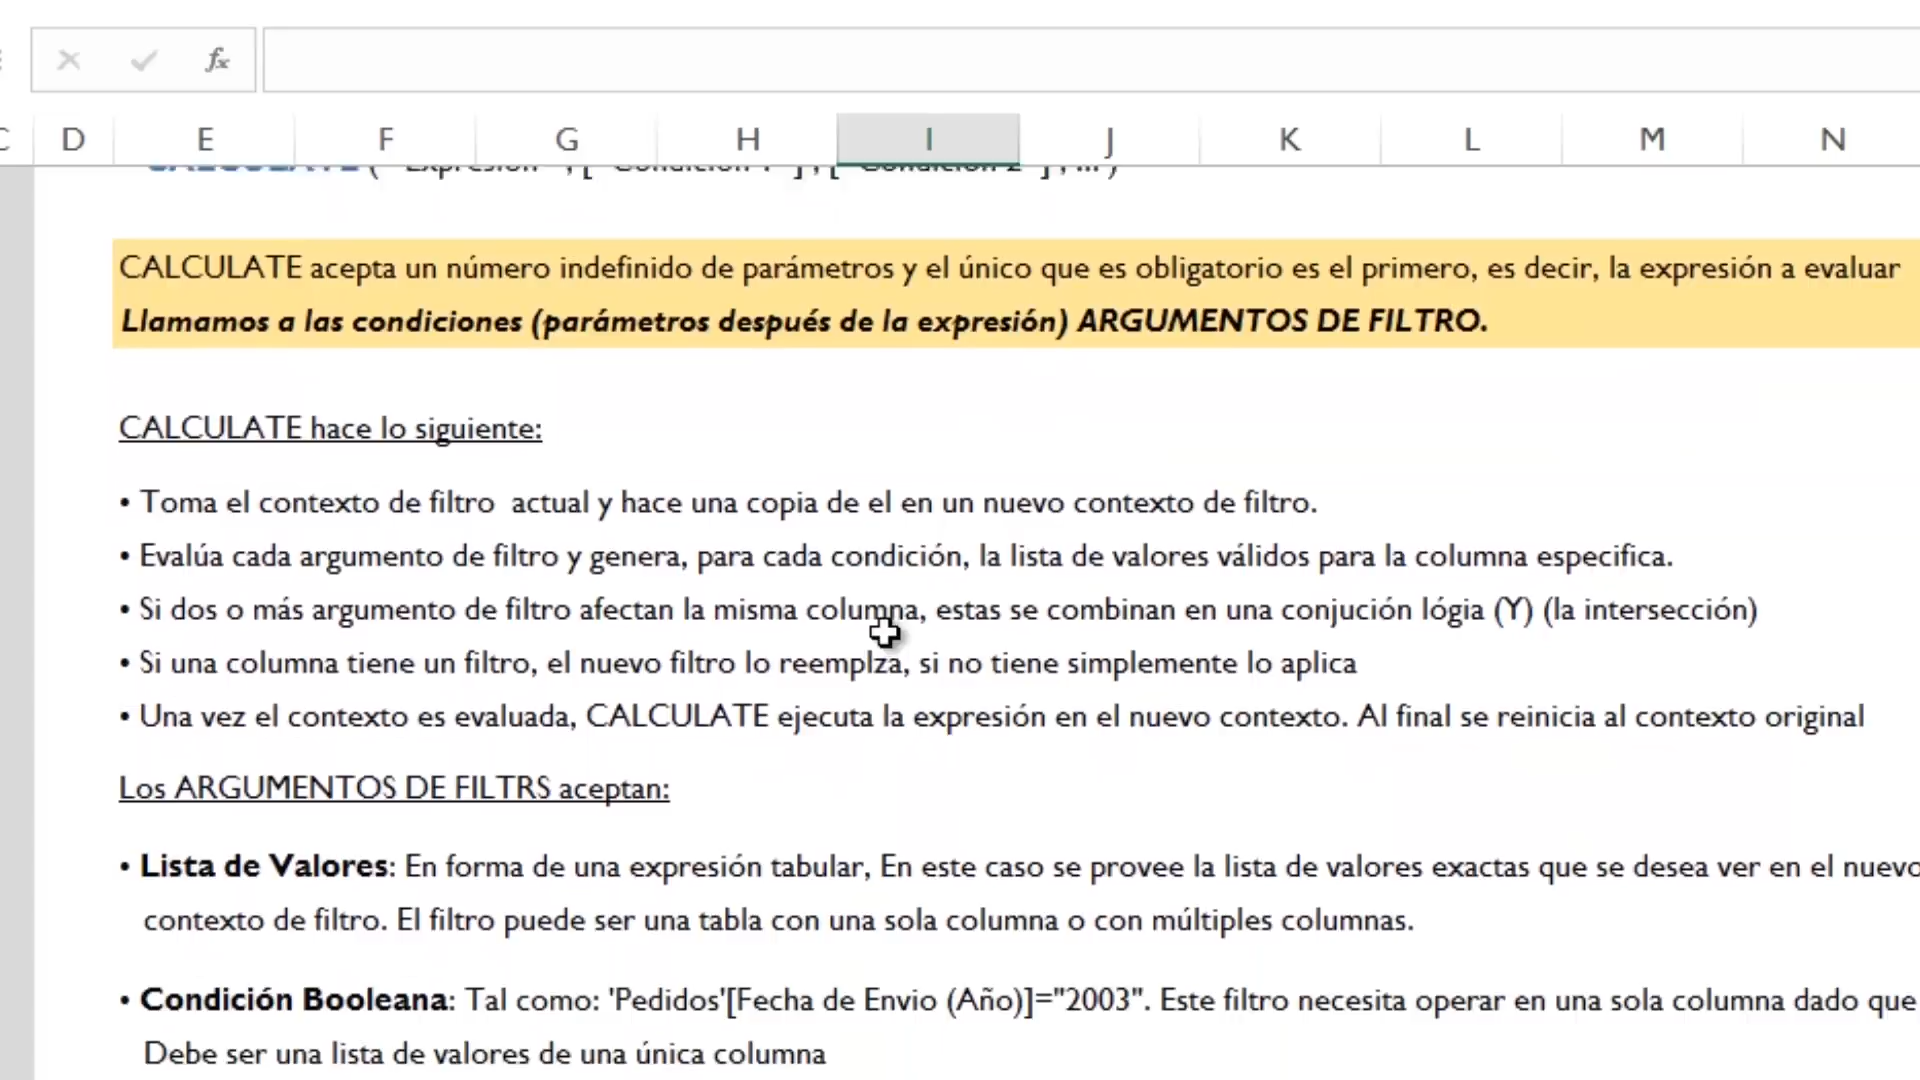 fx
C D E F G H I J K L M N
CALCULATE ( " Expresión " , [ " Condición 1 " ] , [ " Condición 2 " ] , ... )
CALCULATE acepta un número indefinido de parámetros y el único que es obligatorio es el primero, es decir, la expresión a evaluar
Llamamos a las condiciones (parámetros después de la expresión) ARGUMENTOS DE FILTRO.
CALCULATE hace lo siguiente:
• Toma el contexto de filtro  actual y hace una copia de el en un nuevo contexto de filtro.
• Evalúa cada argumento de filtro y genera, para cada condición, la lista de valores válidos para la columna especifica.
• Si dos o más argumento de filtro afectan la misma columna, estas se combinan en una conjución lógia (Y) (la intersección)
• Si una columna tiene un filtro, el nuevo filtro lo reemplza, si no tiene simplemente lo aplica
• Una vez el contexto es evaluada, CALCULATE ejecuta la expresión en el nuevo contexto. Al final se reinicia al contexto original
Los ARGUMENTOS DE FILTRS aceptan:
• Lista de Valores: En forma de una expresión tabular, En este caso se provee la lista de valores exactas que se desea ver en el nuevo
contexto de filtro. El filtro puede ser una tabla con una sola columna o con múltiples columnas.
• Condición Booleana: Tal como: 'Pedidos'[Fecha de Envio (Año)]="2003". Este filtro necesita operar en una sola columna dado que
Debe ser una lista de valores de una única columna